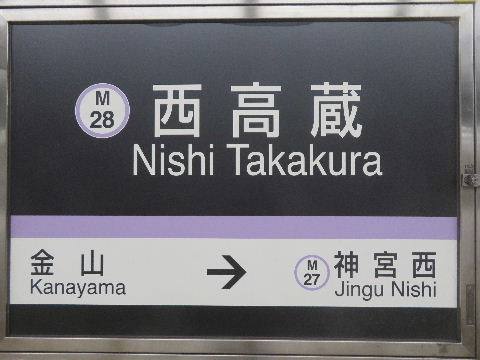 M
28
西高蔵
Nishi Takakura
金山
Kanayama
→
M
27
神宮西
Jingu Nishi